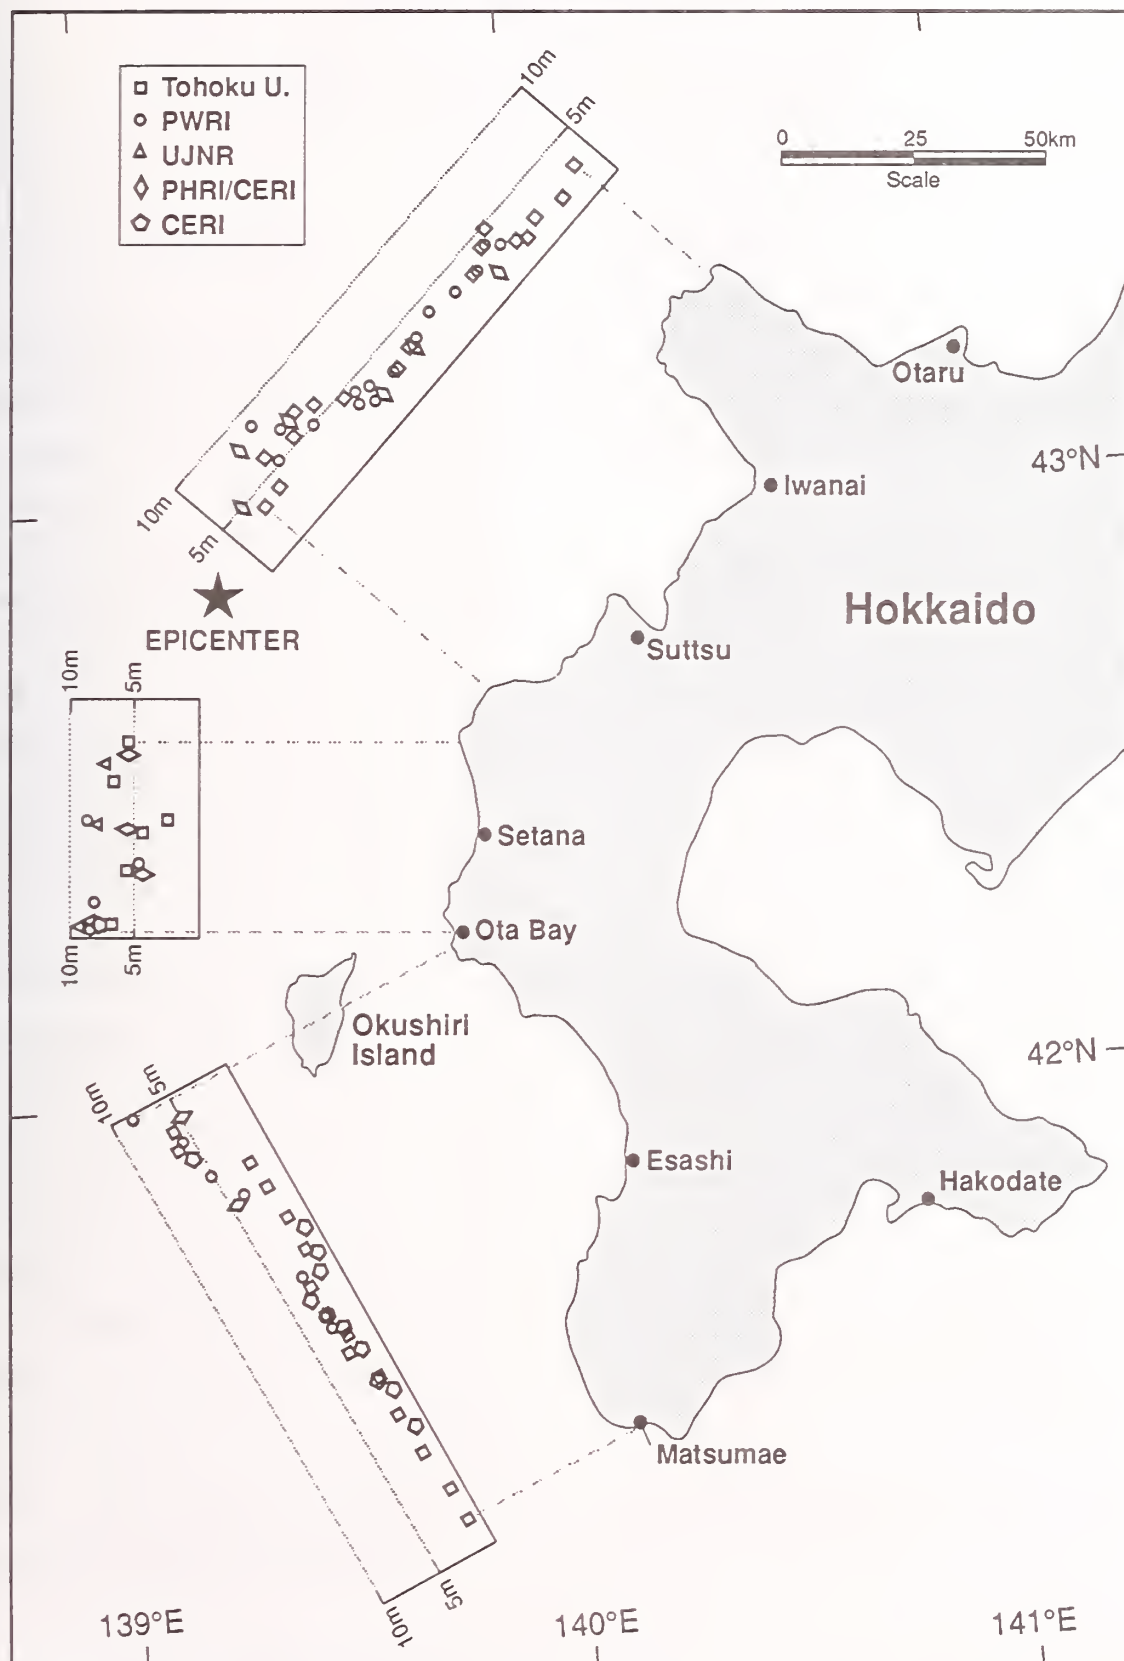 Tohoku U.
PWRI
UJNR
PHRI/CERI
CERI
10m
5m
0 25 50km
Scale
Otaru
43°N
Iwanai
10m
5m
EPICENTER
Hokkaido
Suttsu
10m
5m
Setana
Ota Bay
10m
5m
Okushiri
Island
42°N
10m
5m
Esashi
Hakodate
Matsumae
10m
5m
139°E
140°E
141°E